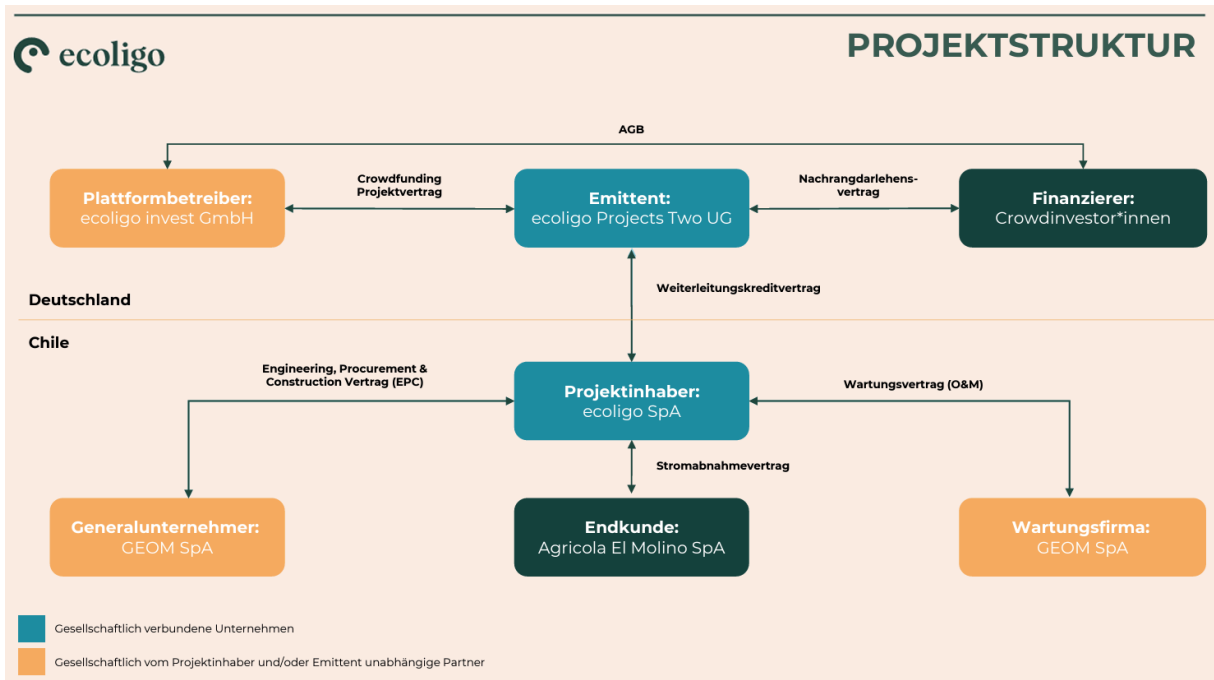 ecoligo
PROJEKTSTRUKTUR
AGB
Crowdfunding
Projektvertrag
Nachrangdarlehens-
vertrag
Plattformbetreiber:
ecoligo invest GmbH
Emittent:
ecoligo Projects Two UG
Finanzierer:
Crowdinvestor*innen
Weiterleitungskreditvertrag
Deutschland
Chile
Engineering, Procurement &
Construction Vertrag (EPC)
Projektinhaber:
ecoligo SpA
Wartungsvertrag (O&M)
Stromabnahmevertrag
Generalunternehmer:
GEOM SpA
Endkunde:
Agricola El Molino SpA
Wartungsfirma:
GEOM SpA
Gesellschaftlich verbundene Unternehmen
Gesellschaftlich vom Projektinhaber und/oder Emittent unabhängige Partner